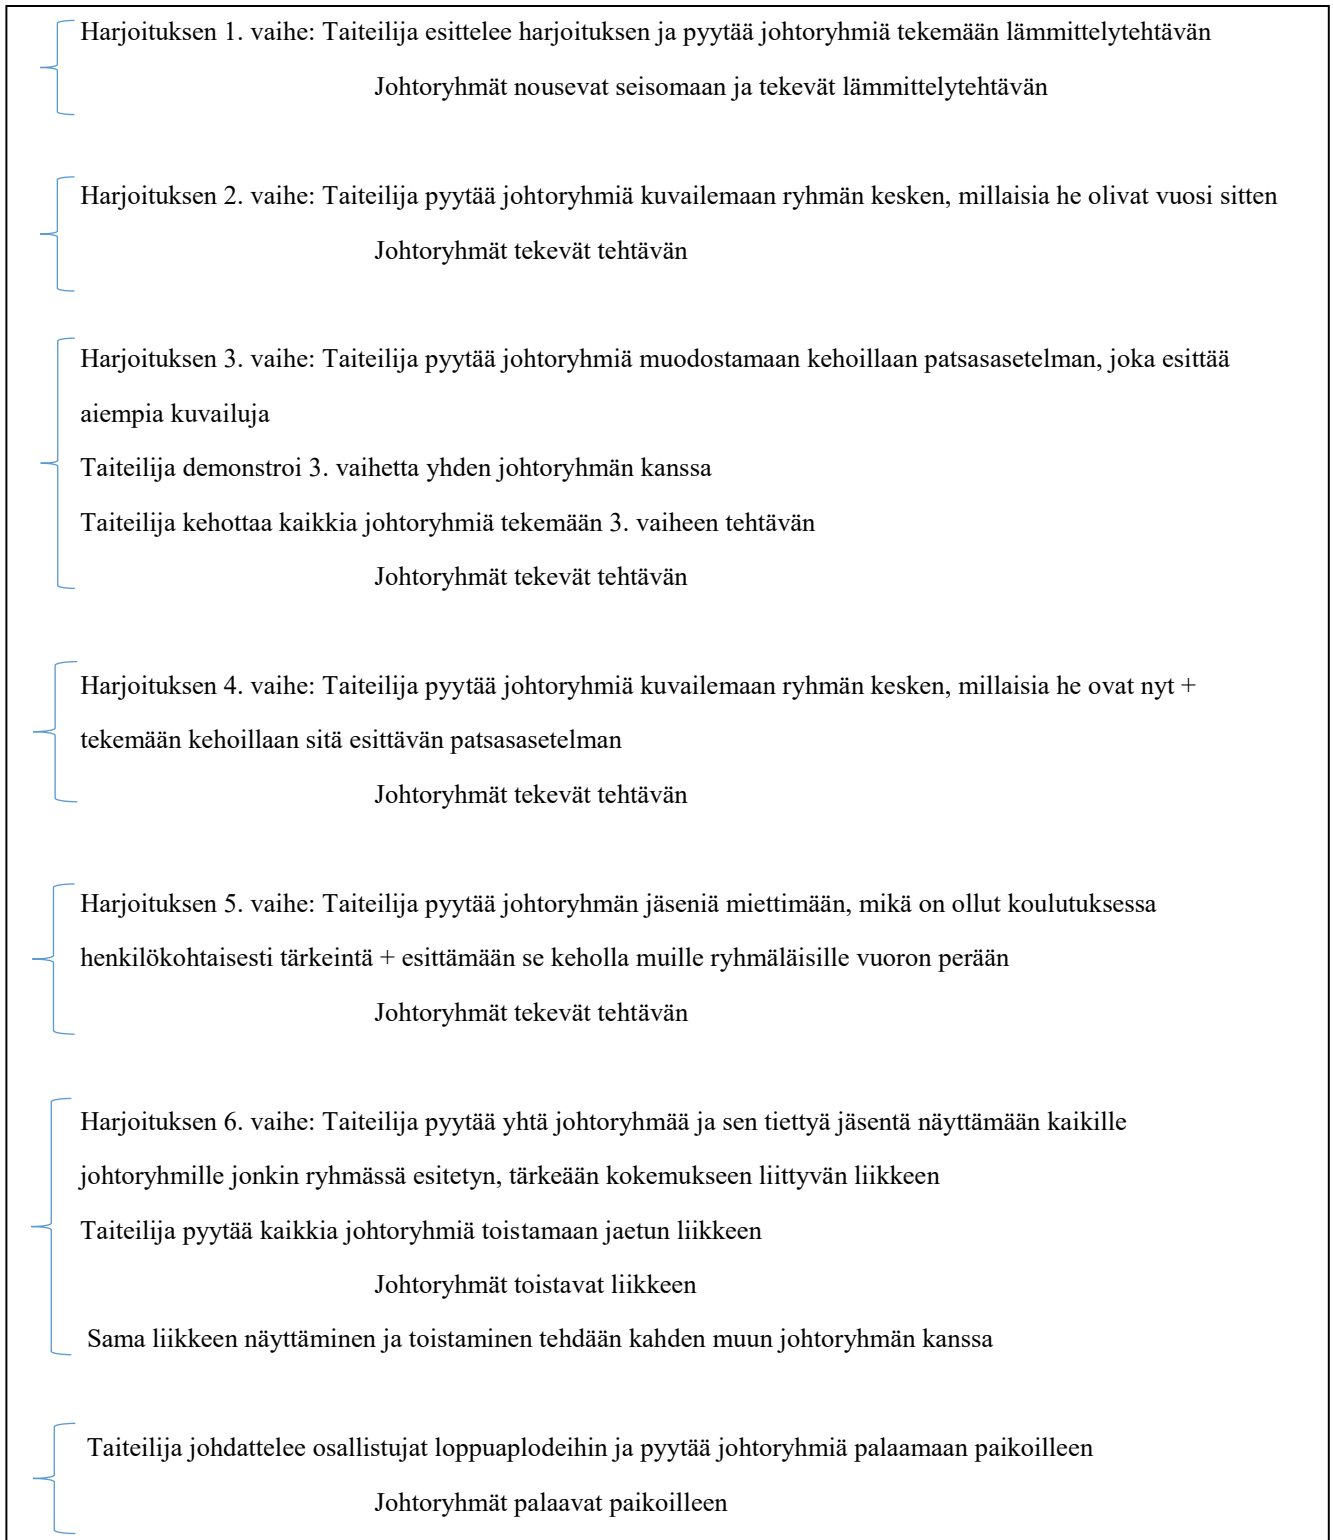 Harjoituksen 1. vaihe: Taiteilija esittelee harjoituksen ja pyytää johtoryhmiä tekemään lämmittelytehtävän
Johtoryhmät nousevat seisomaan ja tekevät lämmittelytehtävän
Harjoituksen 2. vaihe: Taiteilija pyytää johtoryhmiä kuvailemaan ryhmän kesken, millaisia he olivat vuosi sitten
Johtoryhmät tekevät tehtävän
Harjoituksen 3. vaihe: Taiteilija pyytää johtoryhmiä muodostamaan kehoillaan patsasasetelman, joka esittää
aiempia kuvailuja
Taiteilija demonstroi 3. vaihetta yhden johtoryhmän kanssa
Taiteilija kehottaa kaikkia johtoryhmiä tekemään 3. vaiheen tehtävän
Johtoryhmät tekevät tehtävän
Harjoituksen 4. vaihe: Taiteilija pyytää johtoryhmiä kuvailemaan ryhmän kesken, millaisia he ovat nyt +
tekemään kehoillaan sitä esittävän patsasasetelman
Johtoryhmät tekevät tehtävän
Harjoituksen 5. vaihe: Taiteilija pyytää johtoryhmän jäseniä miettimään, mikä on ollut koulutuksessa
henkilökohtaisesti tärkeintä + esittämään se keholla muille ryhmäläisille vuoron perään
Johtoryhmät tekevät tehtävän
Harjoituksen 6. vaihe: Taiteilija pyytää yhtä johtoryhmää ja sen tiettyä jäsentä näyttämään kaikille
johtoryhmille jonkin ryhmässä esitetyn, tärkeään kokemukseen liittyvän liikkeen
Taiteilija pyytää kaikkia johtoryhmiä toistamaan jaetun liikkeen
Johtoryhmät toistavat liikkeen
Sama liikkeen näyttäminen ja toistaminen tehdään kahden muun johtoryhmän kanssa
Taiteilija johdattelee osallistujat loppuaplodeihin ja pyytää johtoryhmiä palaamaan paikoilleen
Johtoryhmät palaavat paikoilleen